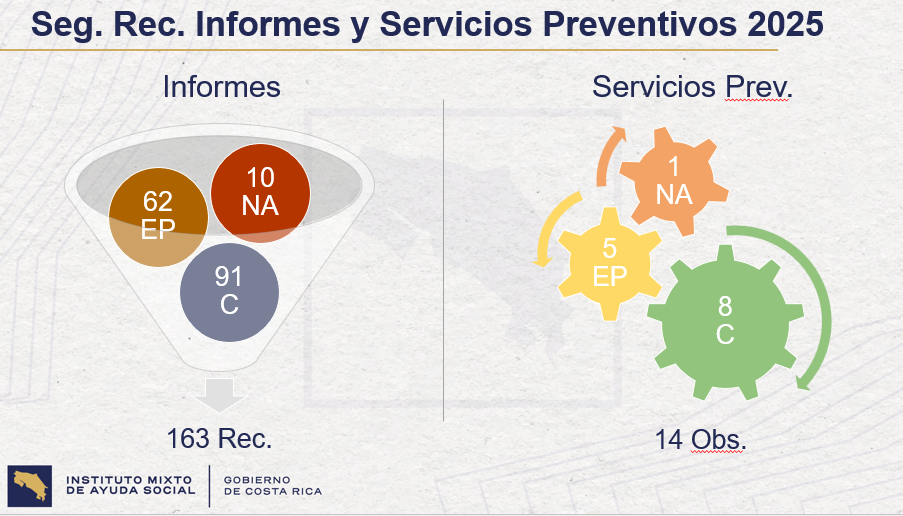 Seg. Rec. Informes y Servicios Preventivos 2025
Informes
62
EP
10
NA
91
C
163 Rec.
Servicios Prev.
1
NA
5
EP
8
C
14 Obs.
INSTITUTO MIXTO
DE AYUDA SOCIAL
GOBIERNO
DE COSTA RICA